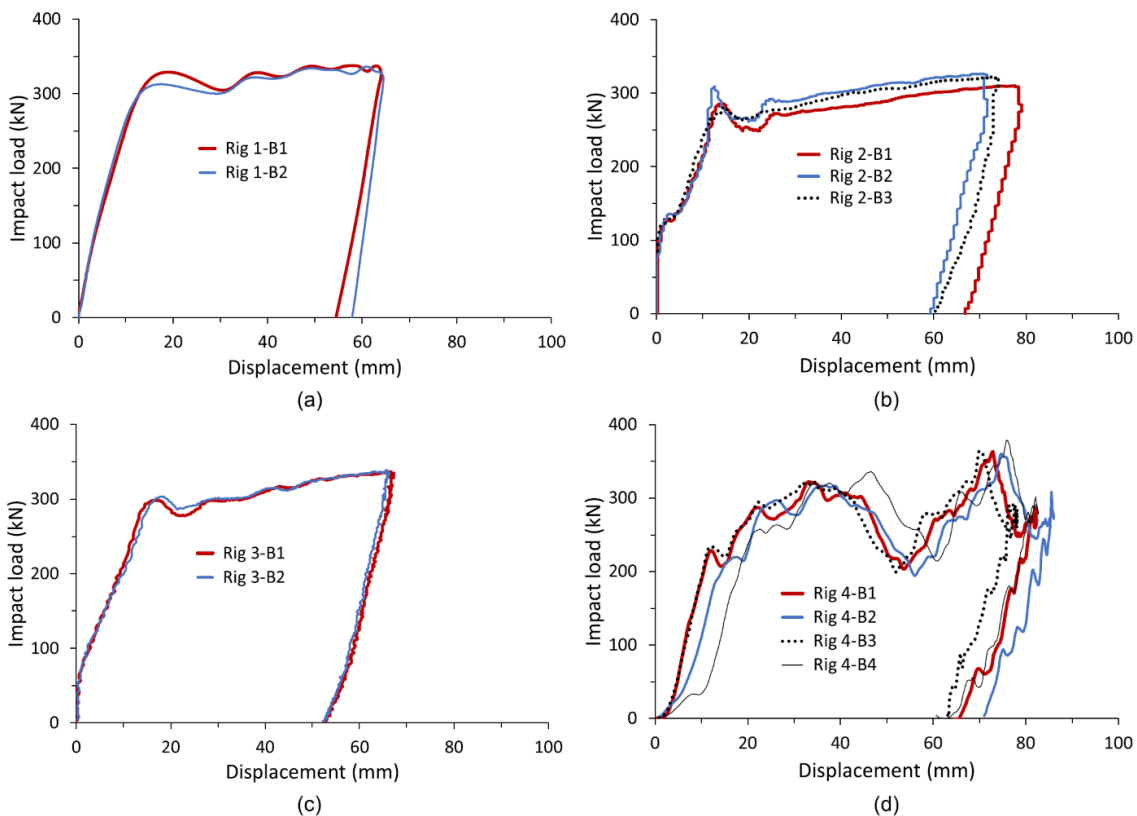 400
300
200
100
0
Impact load (kN)
Rig 1-B1
Rig 1-B2
0 20 40 60 80 100
Displacement (mm)
(a)
400
300
200
100
0
Impact load (kN)
Rig 2-B1
Rig 2-B2
Rig 2-B3
0 20 40 60 80 100
Displacement (mm)
(b)
400
300
200
100
0
Impact load (kN)
Rig 3-B1
Rig 3-B2
0 20 40 60 80 100
Displacement (mm)
(c)
400
300
200
100
0
Impact load (kN)
Rig 4-B1
Rig 4-B2
Rig 4-B3
Rig 4-B4
0 20 40 60 80 100
Displacement (mm)
(d)